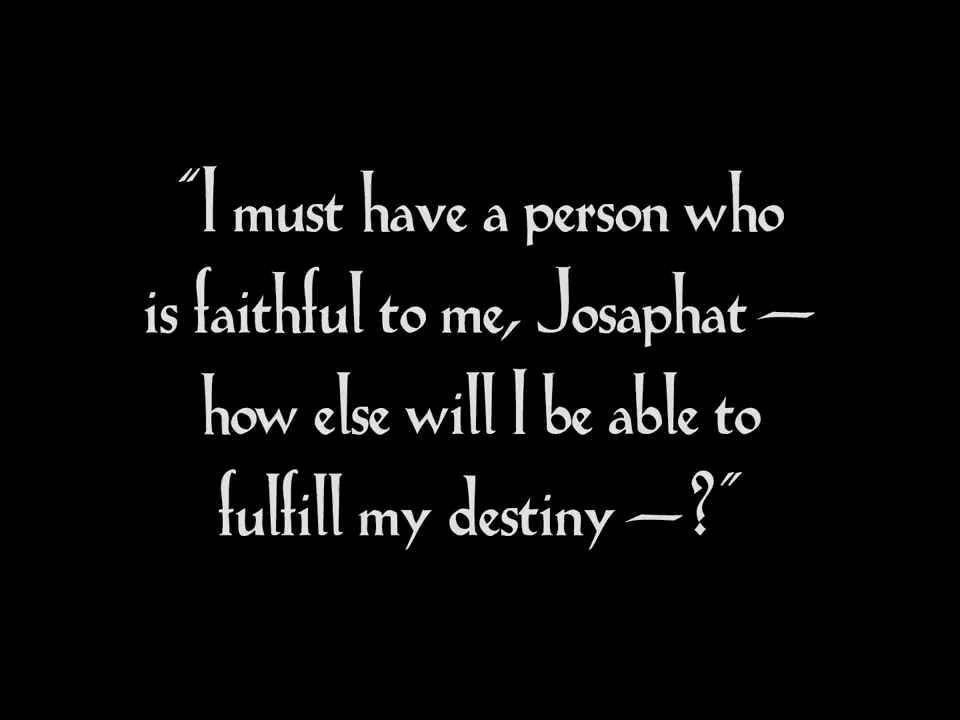 "I must have a person who
is faithful to me, Josaphat —
how else will I be able to
fulfill my destiny —?"